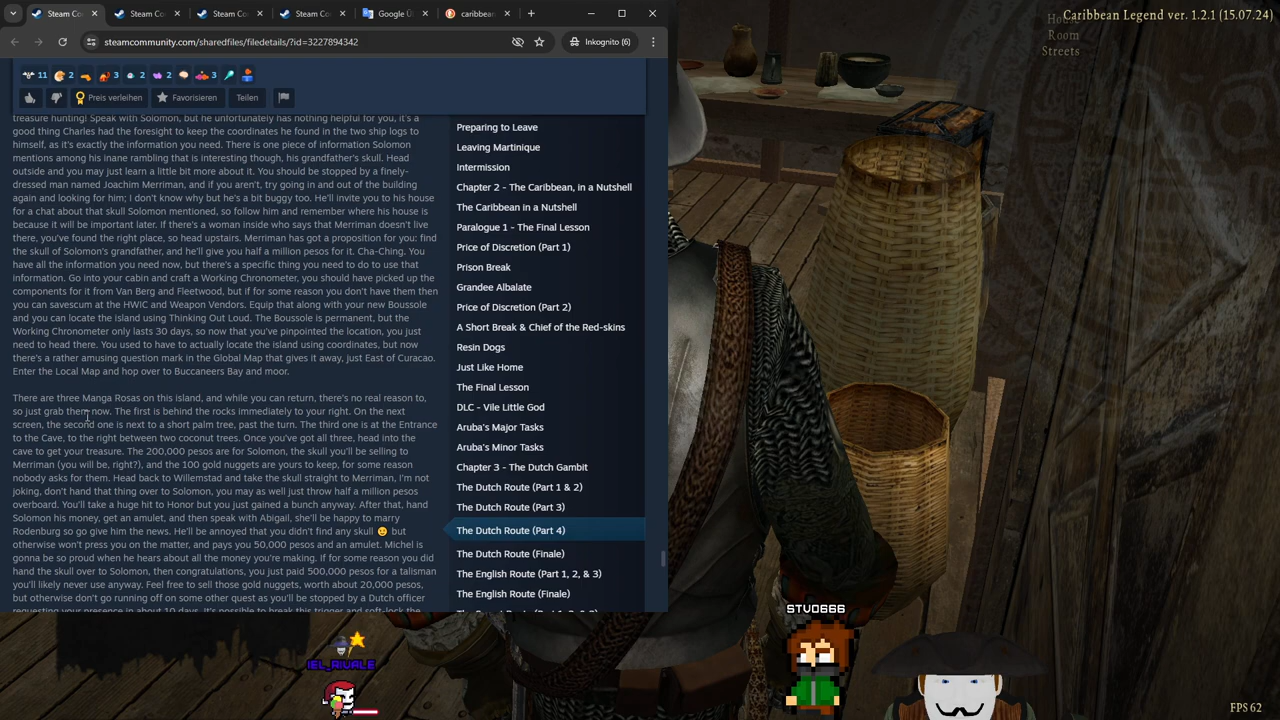 Steam Co
Steam Co
Steam Co
Steam Co
Google Ü
caribbean
steamcommunity.com/sharedfiles/filedetails/?id=3227894342
Inkognito (6)
11
2
3
2
2
3
Preis verleihen
Favorisieren
Teilen
treasure hunting! Speak with Solomon, but he unfortunately has nothing helpful for you, it's a
good thing Charles had the foresight to keep the coordinates he found in the two ship logs to
himself, as it's exactly the information you need. There is one piece of information Solomon
mentions among his inane rambling that is interesting though, his grandfather's skull. Head
outside and you may just learn a little bit more about it. You should be stopped by a finely-
dressed man named Joachim Merriman, and if you aren't, try going in and out of the building
again and looking for him; I don't know why but he's a bit buggy too. He'll invite you to his house
for a chat about that skull Solomon mentioned, so follow him and remember where his house is
because it will be important later. If there's a woman inside who says that Merriman doesn't live
there, you've found the right place, so head upstairs. Merriman has got a proposition for you: find
the skull of Solomon's grandfather, and he'll give you half a million pesos for it. Cha-Ching. You
have all the information you need now, but there's a specific thing you need to do to use that
information. Go into your cabin and craft a Working Chronometer, you should have picked up the
components for it from Van Berg and Fleetwood, but if for some reason you don't have them then
you can savescum at the HWIC and Weapon Vendors. Equip that along with your new Boussole
and you can locate the island using Thinking Out Loud. The Boussole is permanent, but the
Working Chronometer only lasts 30 days, so now that you've pinpointed the location, you just
need to head there. You used to have to actually locate the island using coordinates, but now
there's a rather amusing question mark in the Global Map that gives it away, just East of Curacao.
Enter the Local Map and hop over to Buccaneers Bay and moor.
There are three Manga Rosas on this island, and while you can return, there's no real reason to,
so just grab them now. The first is behind the rocks immediately to your right. On the next
screen, the second one is next to a short palm tree, past the turn. The third one is at the Entrance
to the Cave, to the right between two coconut trees. Once you've got all three, head into the
cave to get your treasure. The 200,000 pesos are for Solomon, the skull you'll be selling to
Merriman (you will be, right?), and the 100 gold nuggets are yours to keep, for some reason
nobody asks for them. Head back to Willemstad and take the skull straight to Merriman, I'm not
joking, don't hand that thing over to Solomon, you may as well just throw half a million pesos
overboard. You'll take a huge hit to Honor but you just gained a bunch anyway. After that, hand
Solomon his money, get an amulet, and then speak with Abigail, she'll be happy to marry
Rodenburg so go give him the news. He'll be annoyed that you didn't find any skull 😉 but
otherwise won't press you on the matter, and pays you 50,000 pesos and an amulet. Michel is
gonna be so proud when he hears about all the money you're making. If for some reason you did
hand the skull over to Solomon, then congratulations, you just paid 500,000 pesos for a talisman
you'll likely never use anyway. Feel free to sell those gold nuggets, worth about 20,000 pesos,
but otherwise don't go running off on some other quest as you'll be stopped by a Dutch officer
requesting your presence in about 10 days. It's possible to break this trigger and soft-lock the
Preparing to Leave
Leaving Martinique
Intermission
Chapter 2 - The Caribbean, in a Nutshell
The Caribbean in a Nutshell
Paralogue 1 - The Final Lesson
Price of Discretion (Part 1)
Prison Break
Grandee Albalate
Price of Discretion (Part 2)
A Short Break & Chief of the Red-skins
Resin Dogs
Just Like Home
The Final Lesson
DLC - Vile Little God
Aruba's Major Tasks
Aruba's Minor Tasks
Chapter 3 - The Dutch Gambit
The Dutch Route (Part 1 & 2)
The Dutch Route (Part 3)
The Dutch Route (Part 4)
The Dutch Route (Finale)
The English Route (Part 1, 2, & 3)
The English Route (Finale)
Caribbean Legend ver. 1.2.1 (15.07.24)
Room
Streets
STVO666
IEL_RIVALE
FPS 62